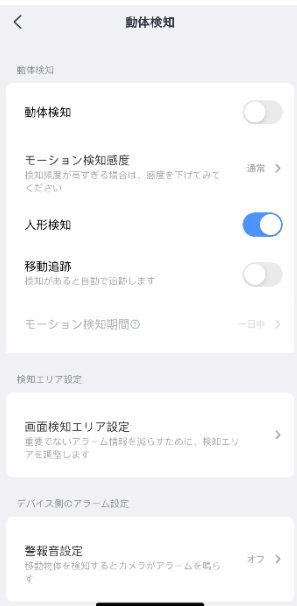 動体検知
動体検知
動体検知
モーション検知感度
通常
検知頻度が高すぎる場合は、感度を下げてみて
ください
人形検知
移動追跡
検知があると自動で追跡します
モーション検知期間?
一日中
検知エリア設定
画面検知エリア設定
重要でないアラーム情報を減らすために、検知エリ
アを調整します
デバイス側のアラーム設定
警報音設定
オフ
移動物体を検知するとカメラがアラームを鳴ら
す